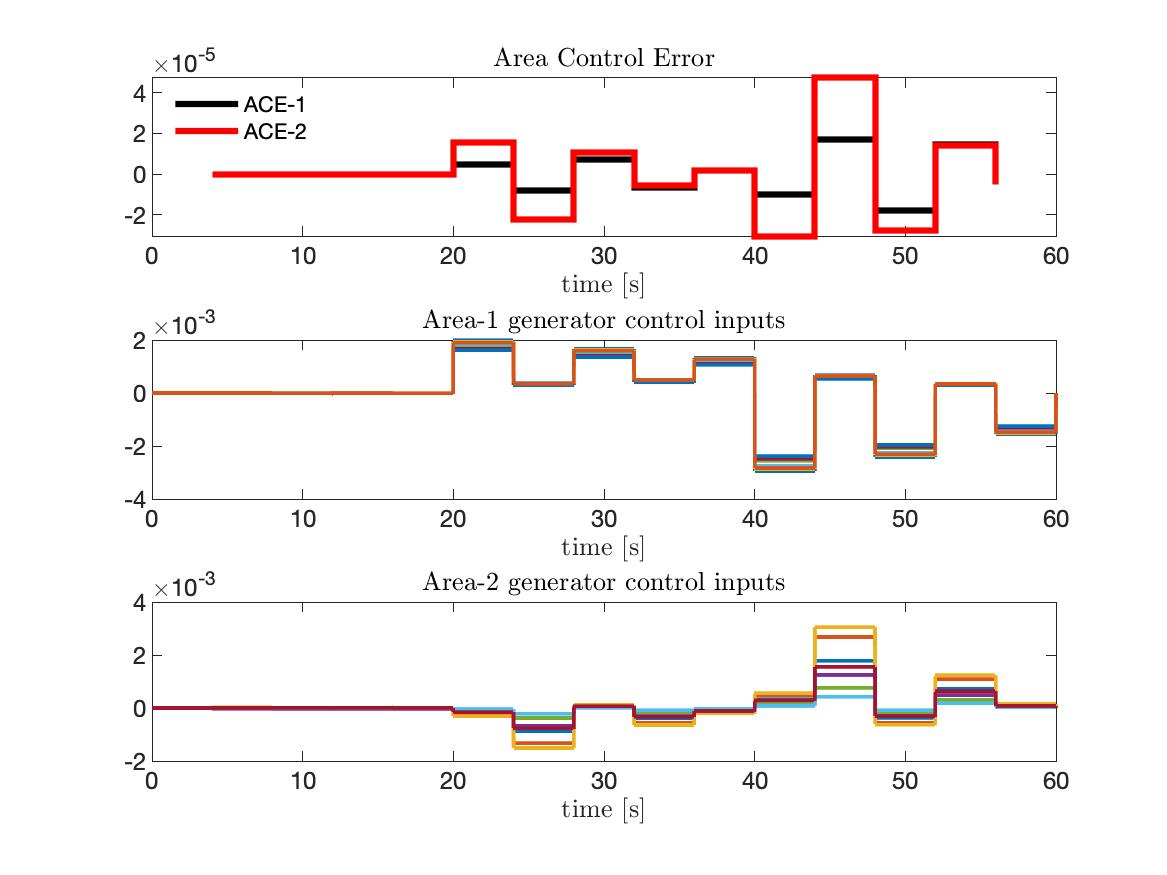 Area Control Error
×10-5
4
2
0
-2
ACE-1
ACE-2
0 10 20 30 40 50 60
time [s]
Area-1 generator control inputs
×10-3
2
0
-2
-4
0 10 20 30 40 50 60
time [s]
Area-2 generator control inputs
×10-3
4
2
0
-2
0 10 20 30 40 50 60
time [s]